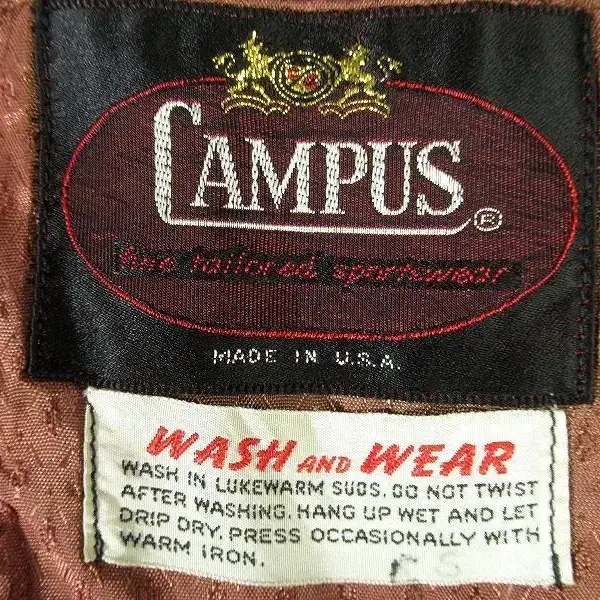 CAMPUS ®
fine tailored sportswear
MADE IN U.S.A.
WASH AND WEAR
WASH IN LUKEWARM SUDS. DO NOT TWIST
AFTER WASHING. HANG UP WET AND LET
DRIP DRY. PRESS OCCASIONALLY WITH
WARM IRON.